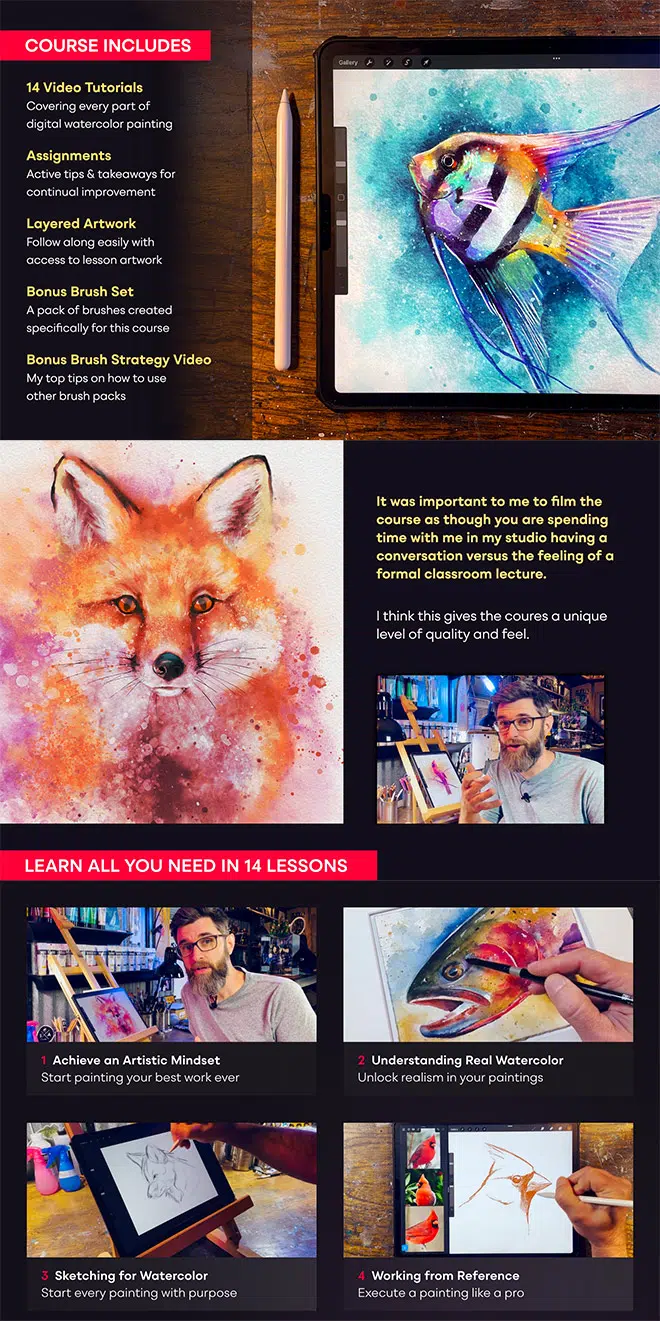 COURSE INCLUDES
14 Video Tutorials
Covering every part of
digital watercolor painting
Assignments
Active tips & takeaways for
continual improvement
Layered Artwork
Follow along easily with
access to lesson artwork
Bonus Brush Set
A pack of brushes created
specifically for this course
Bonus Brush Strategy Video
My top tips on how to use
other brush packs
Gallery
It was important to me to film the
course as though you are spending
time with me in my studio having a
conversation versus the feeling of a
formal classroom lecture.
I think this gives the coures a unique
level of quality and feel.
LEARN ALL YOU NEED IN 14 LESSONS
1 Achieve an Artistic Mindset
Start painting your best work ever
2 Understanding Real Watercolor
Unlock realism in your paintings
3 Sketching for Watercolor
Start every painting with purpose
4 Working from Reference
Execute a painting like a pro